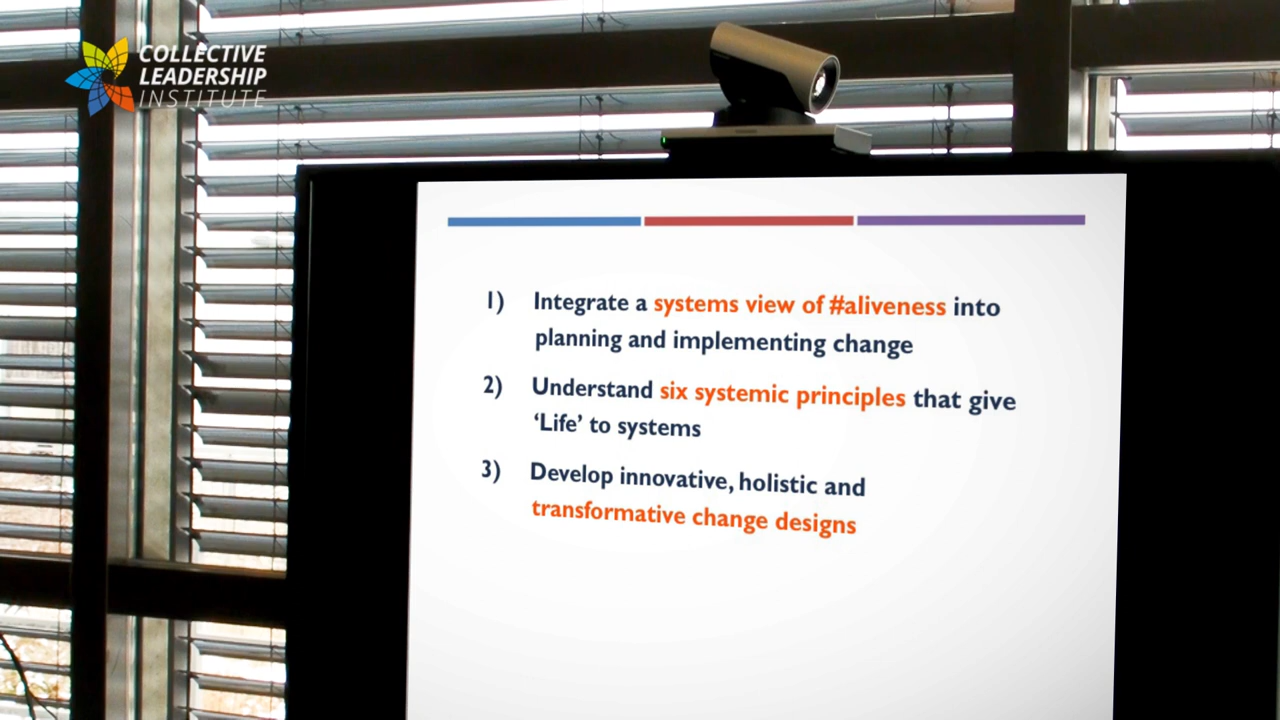 COLLECTIVE
LEADERSHIP
INSTITUTE
1) Integrate a systems view of #aliveness into
planning and implementing change
2) Understand six systemic principles that give
‘Life’ to systems
3) Develop innovative, holistic and
transformative change designs